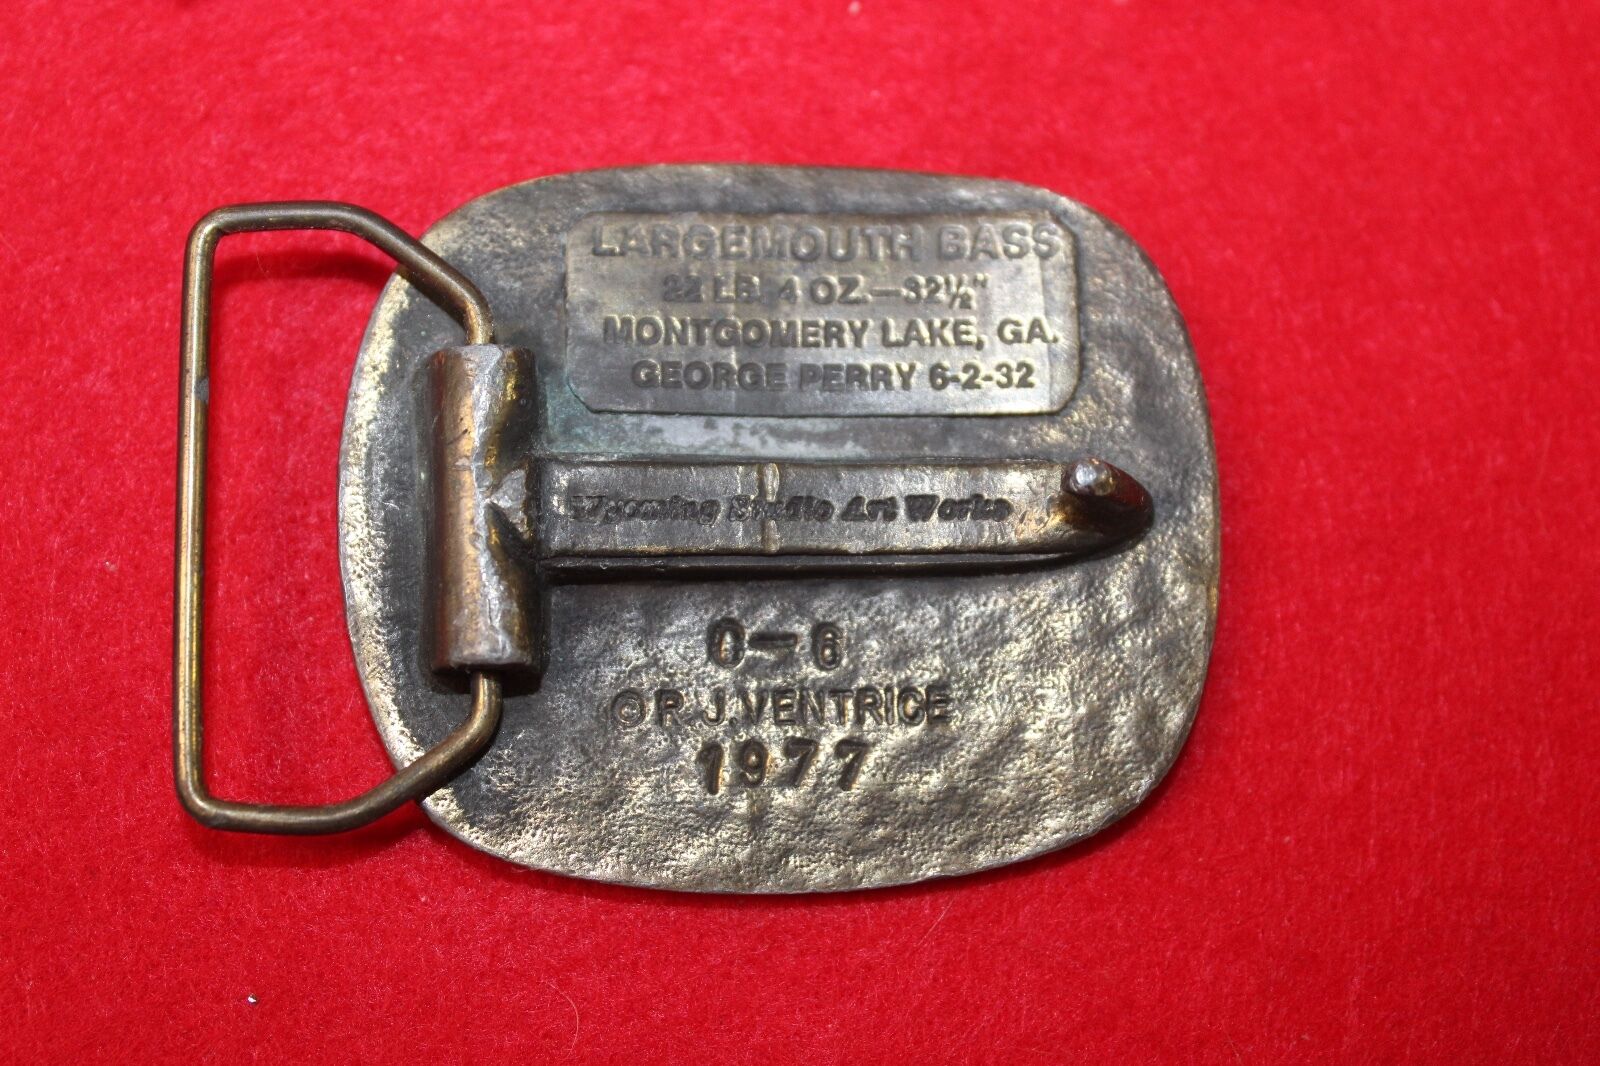 LARGEMOUTH BASS
22 LB. 4 OZ.—32½"
MONTGOMERY LAKE, GA.
GEORGE PERRY 6-2-32
Wyoming Studio Art Works
C-6
© R.J. VENTRICE
1977